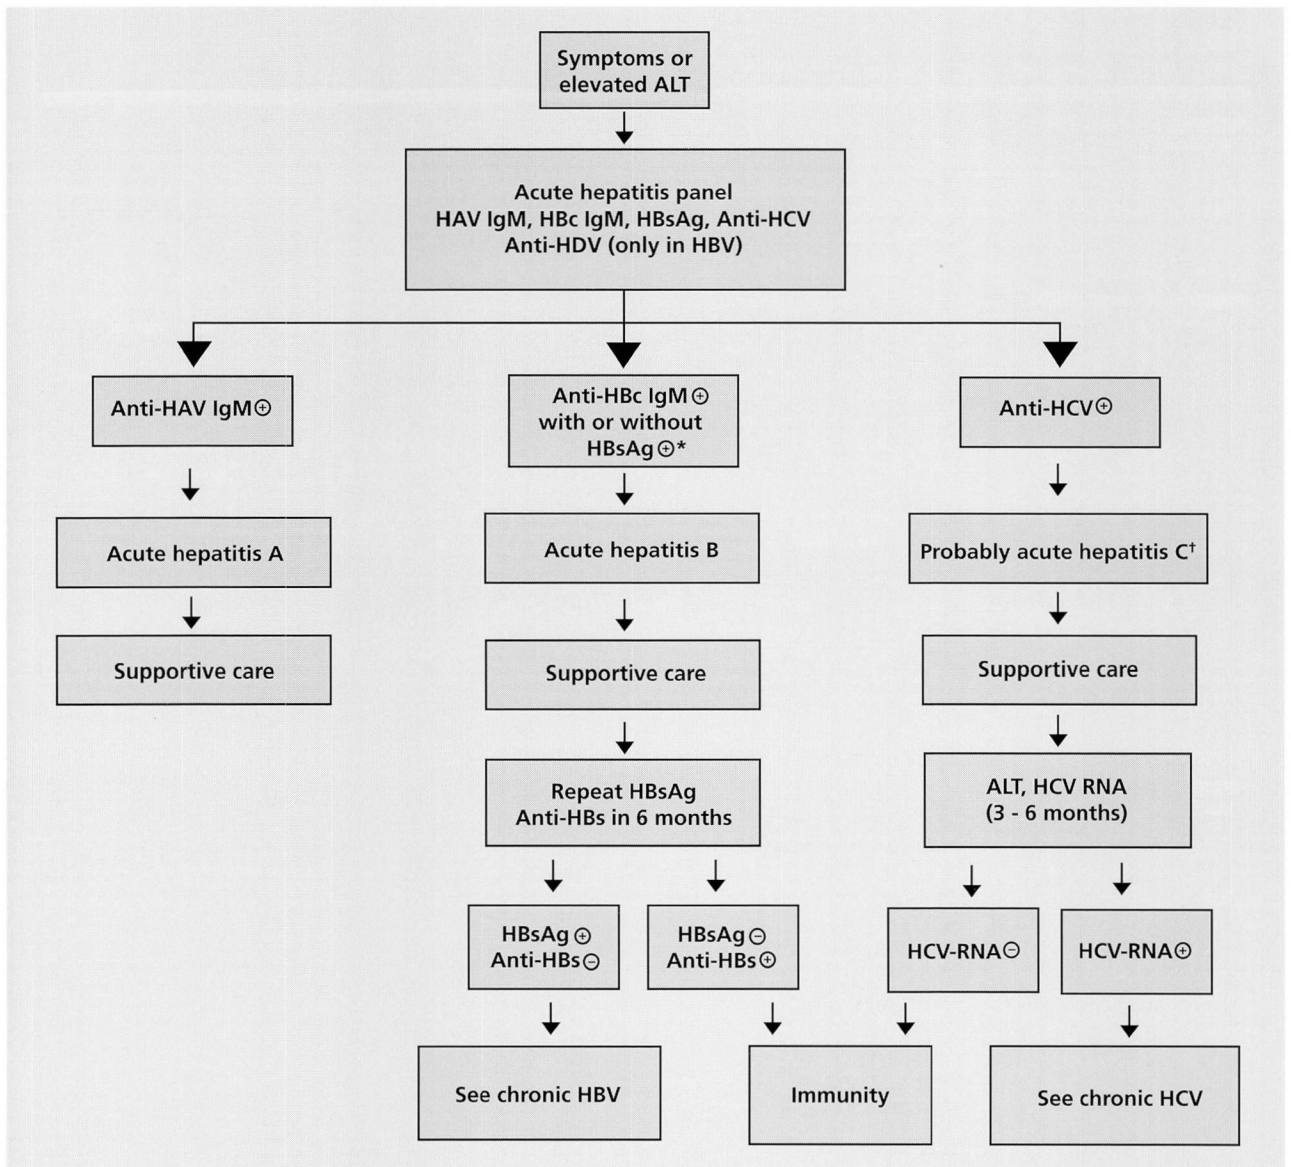 Symptoms or
elevated ALT
Acute hepatitis panel
HAV IgM, HBc IgM, HBsAg, Anti-HCV
Anti-HDV (only in HBV)
Anti-HAV IgM⊕
Anti-HBc IgM⊕
with or without
HBsAg⊕*
Anti-HCV⊕
Acute hepatitis A
Acute hepatitis B
Probably acute hepatitis C†
Supportive care
Supportive care
Supportive care
Repeat HBsAg
Anti-HBs in 6 months
ALT, HCV RNA
(3 - 6 months)
HBsAg⊕
Anti-HBs⊖
HBsAg⊖
Anti-HBs⊕
HCV-RNA⊖
HCV-RNA⊕
See chronic HBV
Immunity
See chronic HCV